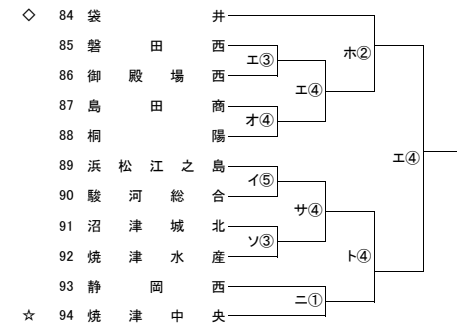 ◇ 84 袋井
85 磐田西
エ③
86 御殿場西
ホ②
エ④
87 島田商
オ④
88 桐陽
エ④
89 浜松江之島
イ⑤
90 駿河総合
サ④
91 沼津城北
ソ③
92 焼津水産
ト④
93 静岡西
ニ①
☆ 94 焼津中央